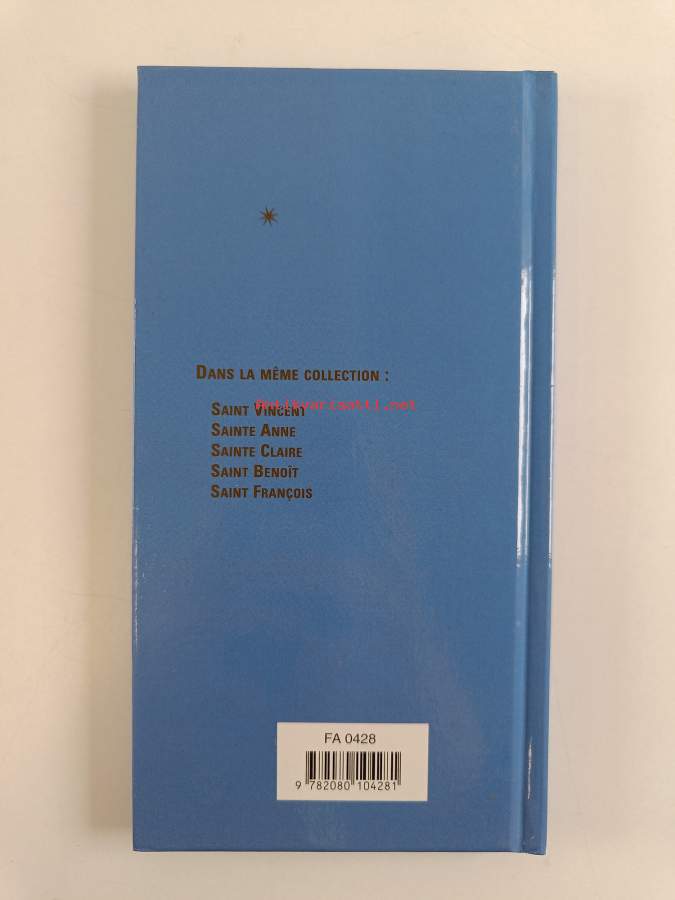 DANS LA MÊME COLLECTION :
SAINT VINCENT
Antikvariaatti.net
SAINTE ANNE
SAINTE CLAIRE
SAINT BENOÎT
SAINT FRANÇOIS
FA 0428
9 782080 104281